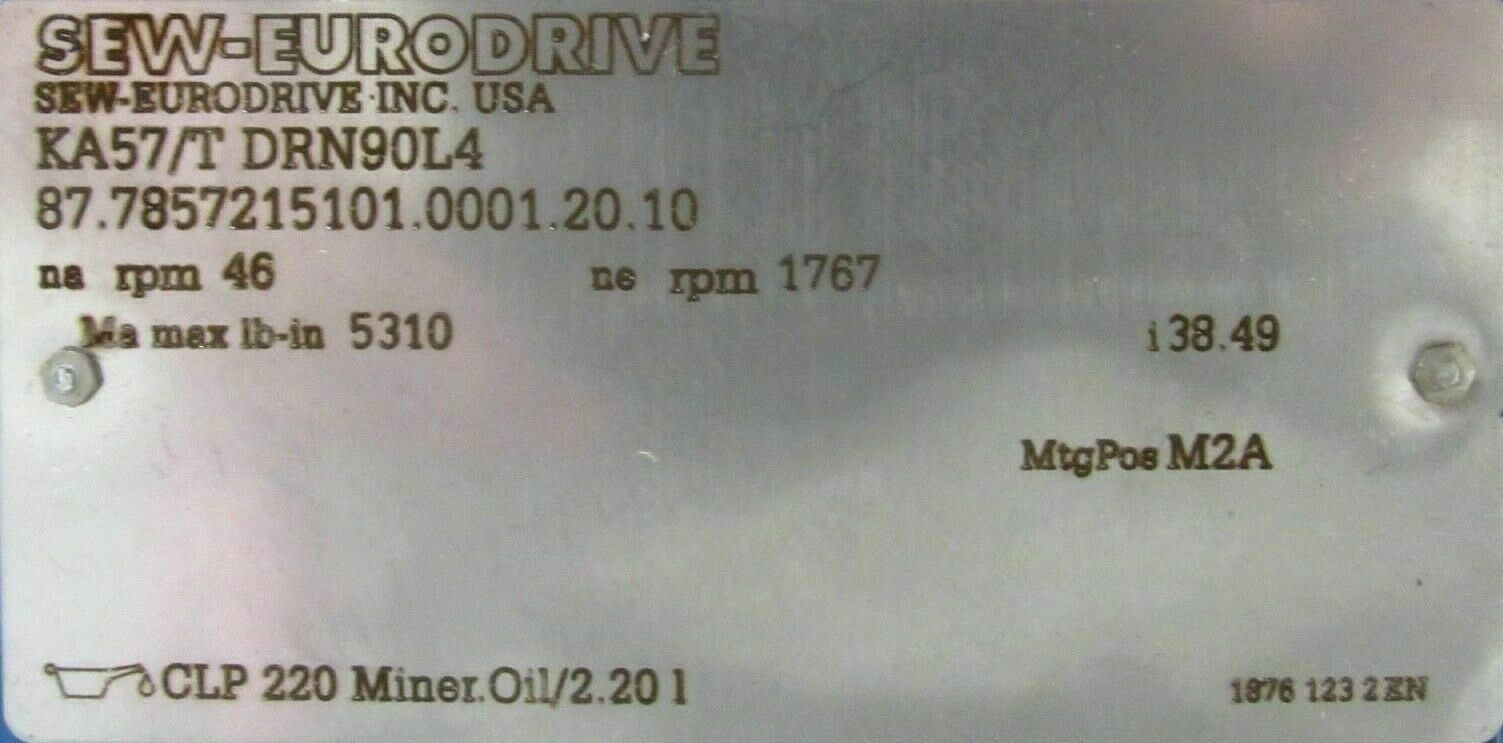 SEW-EURODRIVE
SEW-EURODRIVE INC. USA
KA57/T DRN90L4
87.7857215101.0001.20.10
na rpm 46 ne rpm 1767
Ma max lb-in 5310 i 38.49
MtgPos M2A
CLP 220 Miner.Oil/2.20 l
1876 123 2 EN